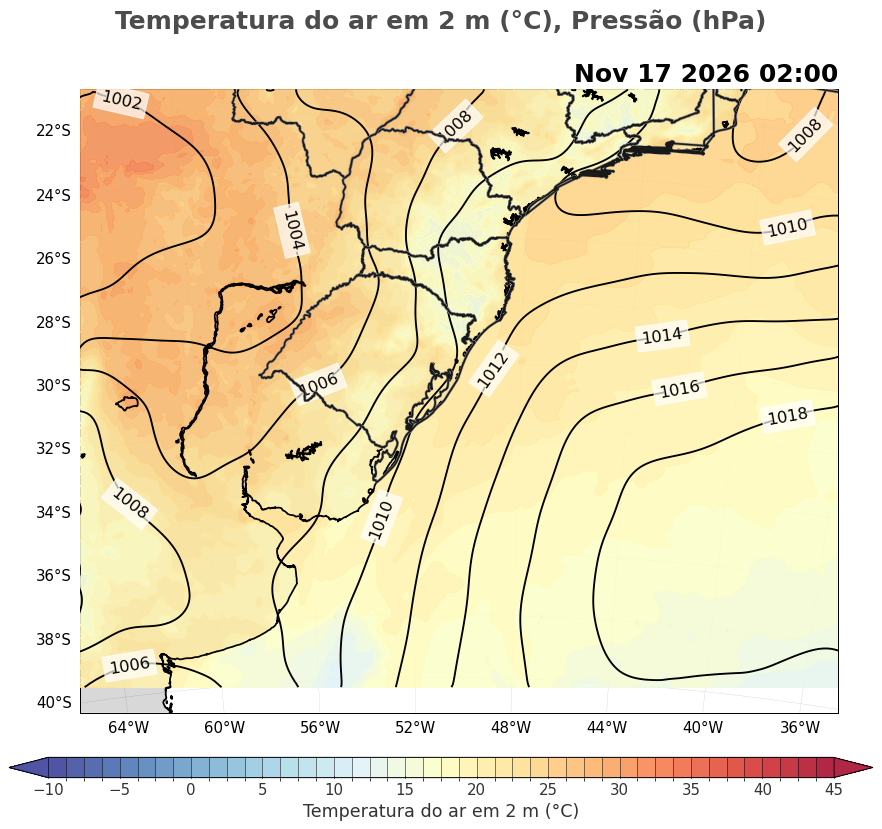 Temperatura do ar em 2 m (°C), Pressão (hPa)
Nov 17 2026 02:00
1002
1008
1008
22°S
24°S
1004
1010
26°S
28°S
1014
1012
30°S
1006
1016
1018
32°S
1008
1010
34°S
36°S
38°S
1006
40°S
64°W 60°W 56°W 52°W 48°W 44°W 40°W 36°W
−10 −5 0 5 10 15 20 25 30 35 40 45
Temperatura do ar em 2 m (°C)